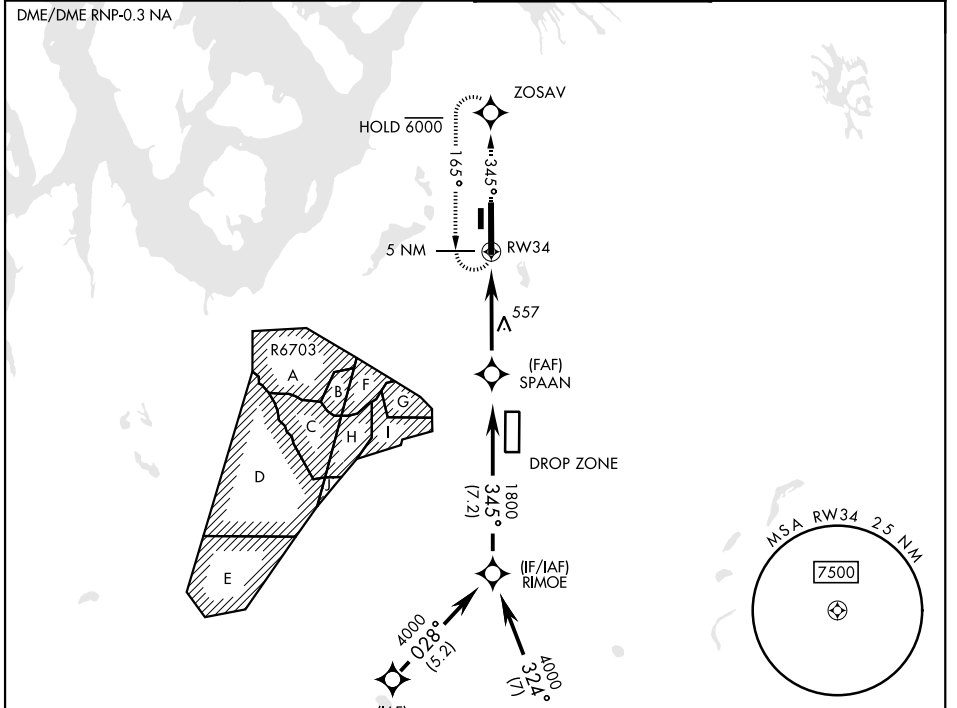 DME/DME RNP-0.3 NA
ZOSAV
HOLD 6000
165°
345°
5 NM
RW34
557
(FAF)
SPAAN
R6703
A
B
F
G
C
H
I
D
J
E
DROP ZONE
1800
345°
(7.2)
(IF/IAF)
RIMOE
4000
028°
(5.2)
4000
324°
(7)
MSA RW34 25 NM
7500